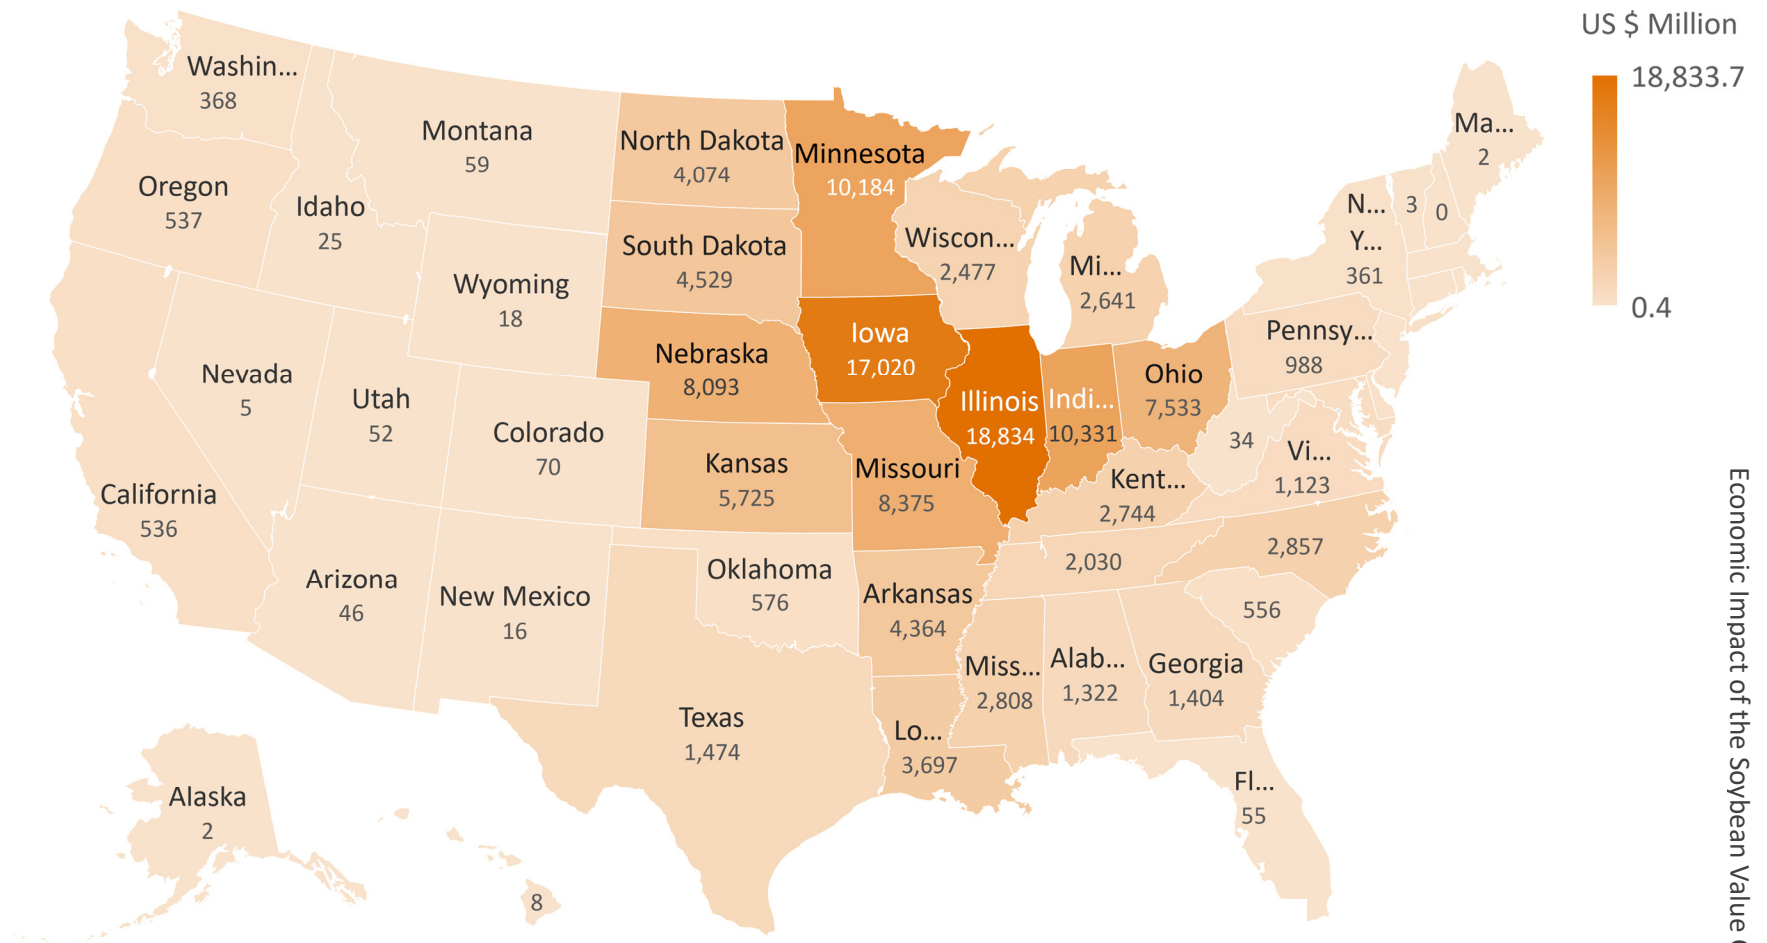 US $ Million
18,833.7
0.4
Washin...
368
Montana
59
North Dakota
4,074
Minnesota
10,184
Ma...
2
Oregon
537
Idaho
25
South Dakota
4,529
Wiscon...
2,477
Mi...
2,641
N...
Y...
361
3
0
Wyoming
18
Nebraska
8,093
Iowa
17,020
Pennsy...
988
Nevada
5
Utah
52
Colorado
70
Illinois
18,834
Indi...
10,331
Ohio
7,533
34
Vi...
1,123
California
536
Kansas
5,725
Missouri
8,375
Kent...
2,744
Arizona
46
New Mexico
16
Oklahoma
576
Arkansas
4,364
2,030
2,857
556
Texas
1,474
Lo...
3,697
Miss...
2,808
Alab...
1,322
Georgia
1,404
Fl...
55
Alaska
2
8
Economic Impact of the Soybean Value